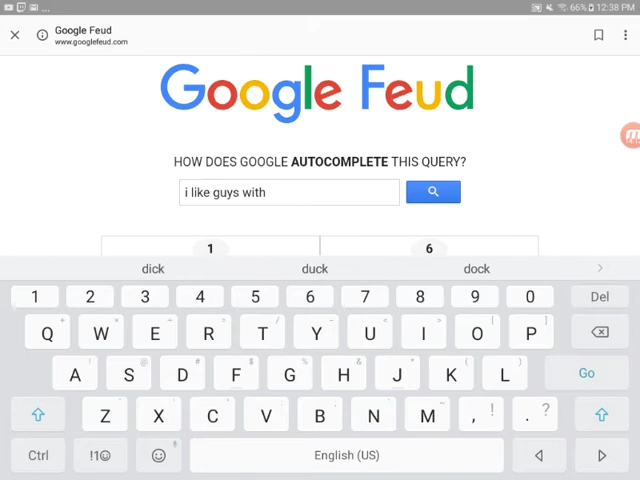 ... 66% 12:38 PM
Google Feud
www.googlefeud.com
Google Feud
HOW DOES GOOGLE AUTOCOMPLETE THIS QUERY?
i like guys with
1 6
dick duck dock
1 2 3 4 5 6 7 8 9 0 Del
Q W E R T Y U I O P
A S D F G H J K L Go
Z X C V B N M , ! . ?
Ctrl !1☺ English (US)